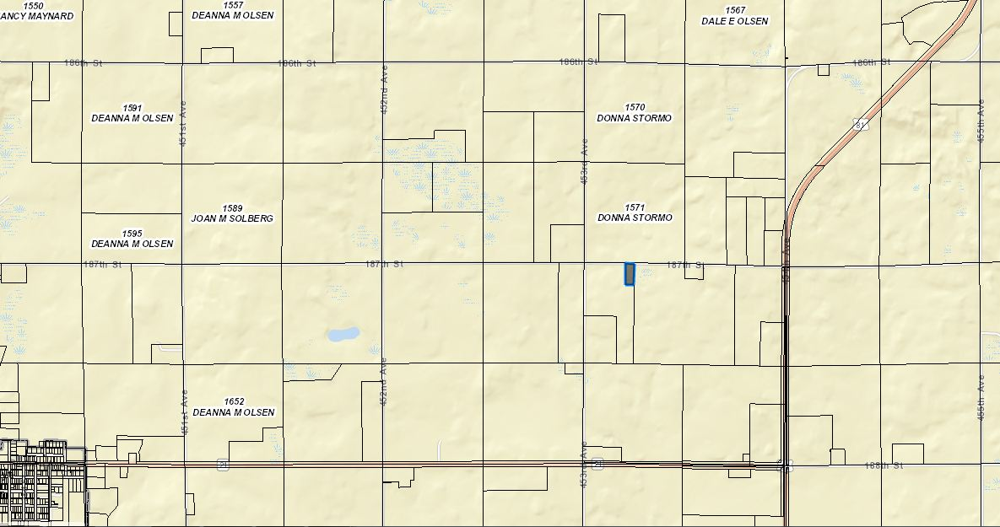 1550
ANCY MAYNARD
1557
DEANNA M OLSEN
1567
DALE E OLSEN
186th St
186th St
186th St
186th St
452nd Ave
451st Ave
1591
DEANNA M OLSEN
1570
DONNA STORMO
81
455th Ave
453rd Ave
1589
JOAN M SOLBERG
1571
DONNA STORMO
1595
DEANNA M OLSEN
187th St
187th St
187th St
452nd Ave
451st Ave
455th Ave
1652
DEANNA M OLSEN
453rd Ave
21
188th St